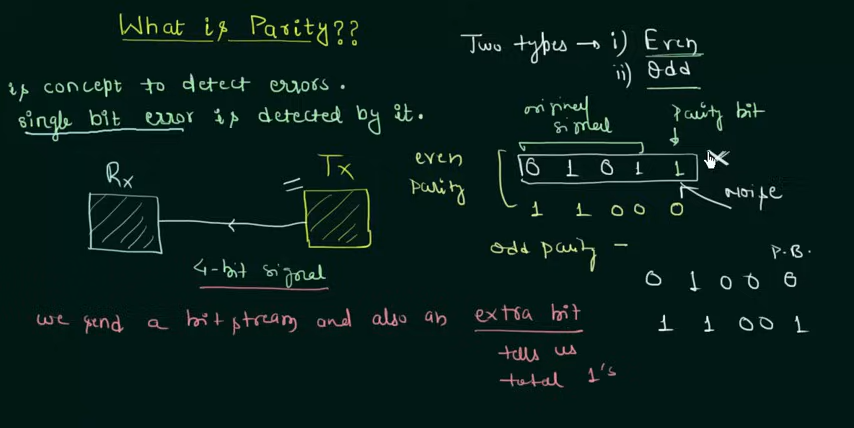 What is Parity??
Two types → i) Even
ii) Odd
is concept to detect errors.
single bit error is detected by it.
original signal
parity bit
even parity
0 1 0 1 1
noise
1 1 0 0 0
Rx
Tx
4-bit signal
odd parity -
P.B.
0 1 0 0 0
1 1 0 0 1
we send a bit stream and also an extra bit
tells us
total 1's